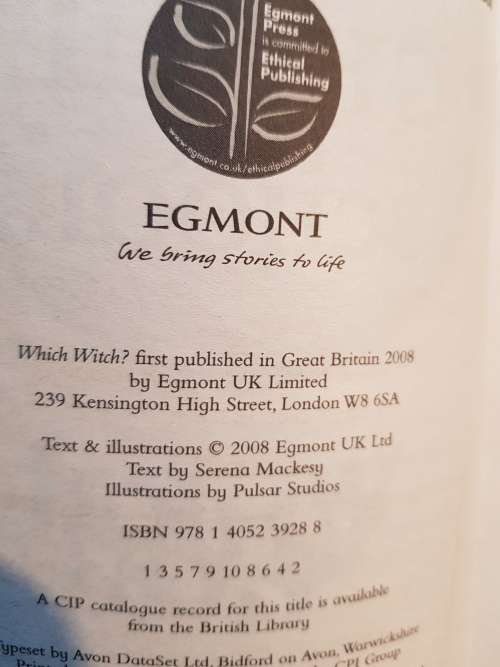 Egmont
Press
is committed to
Ethical
Publishing
www.egmont.co.uk/ethicalpublishing
EGMONT
We bring stories to life
Which Witch? first published in Great Britain 2008
by Egmont UK Limited
239 Kensington High Street, London W8 6SA
Text & illustrations © 2008 Egmont UK Ltd
Text by Serena Mackesy
Illustrations by Pulsar Studios
ISBN 978 1 4052 3928 8
1 3 5 7 9 10 8 6 4 2
A CIP catalogue record for this title is available
from the British Library
Typeset by Avon DataSet Ltd, Bidford on Avon, Warwickshire
CPI Group